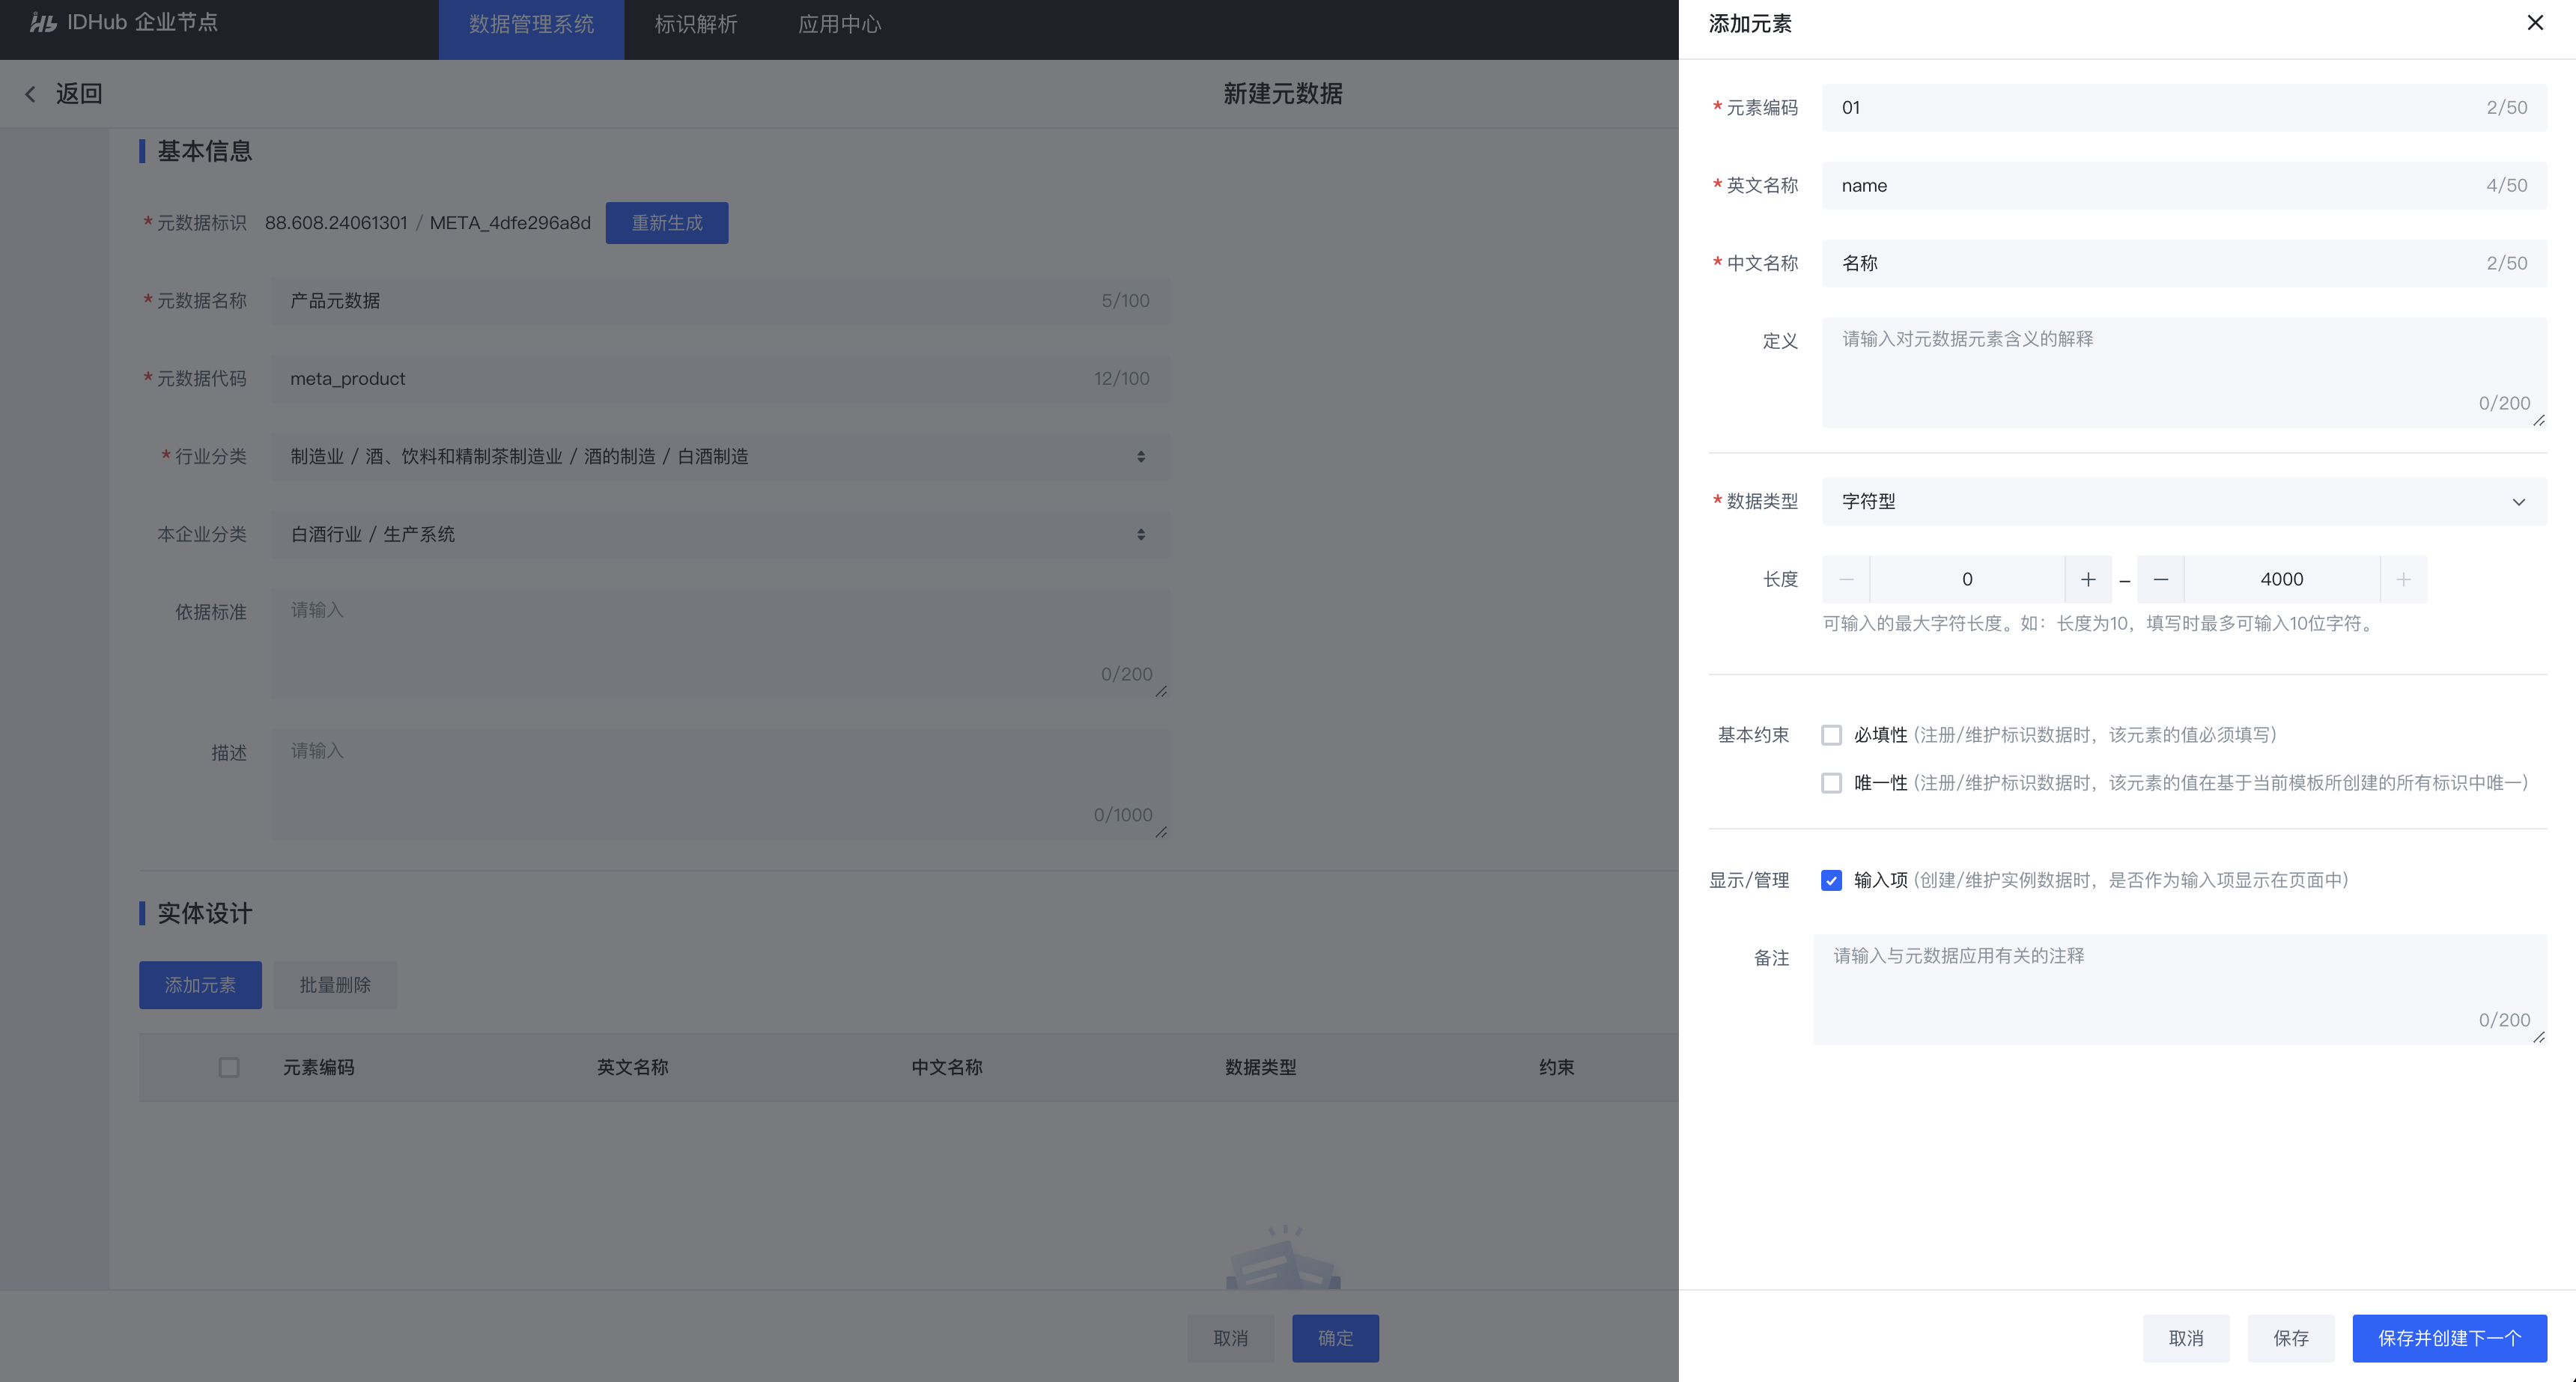 IDHub 企业节点
数据管理系统
标识解析
应用中心
返回
新建元数据
基本信息
* 元数据标识 88.608.24061301 / META_4dfe296a8d 重新生成
* 元数据名称 产品元数据 5/100
* 元数据代码 meta_product 12/100
* 行业分类 制造业 / 酒、饮料和精制茶制造业 / 酒的制造 / 白酒制造
本企业分类 白酒行业 / 生产系统
依据标准 请输入
0/200
描述 请输入
0/1000
实体设计
添加元素 批量删除
元素编码 英文名称 中文名称 数据类型 约束
取消 确定
添加元素
* 元素编码 01 2/50
* 英文名称 name 4/50
* 中文名称 名称 2/50
定义 请输入对元数据元素含义的解释
0/200
* 数据类型 字符型
长度 0 – 4000
可输入的最大字符长度。如：长度为10，填写时最多可输入10位字符。
基本约束 必填性 (注册/维护标识数据时，该元素的值必须填写)
唯一性 (注册/维护标识数据时，该元素的值在基于当前模板所创建的所有标识中唯一)
显示/管理 输入项 (创建/维护实例数据时，是否作为输入项显示在页面中)
备注 请输入与元数据应用有关的注释
0/200
取消 保存 保存并创建下一个